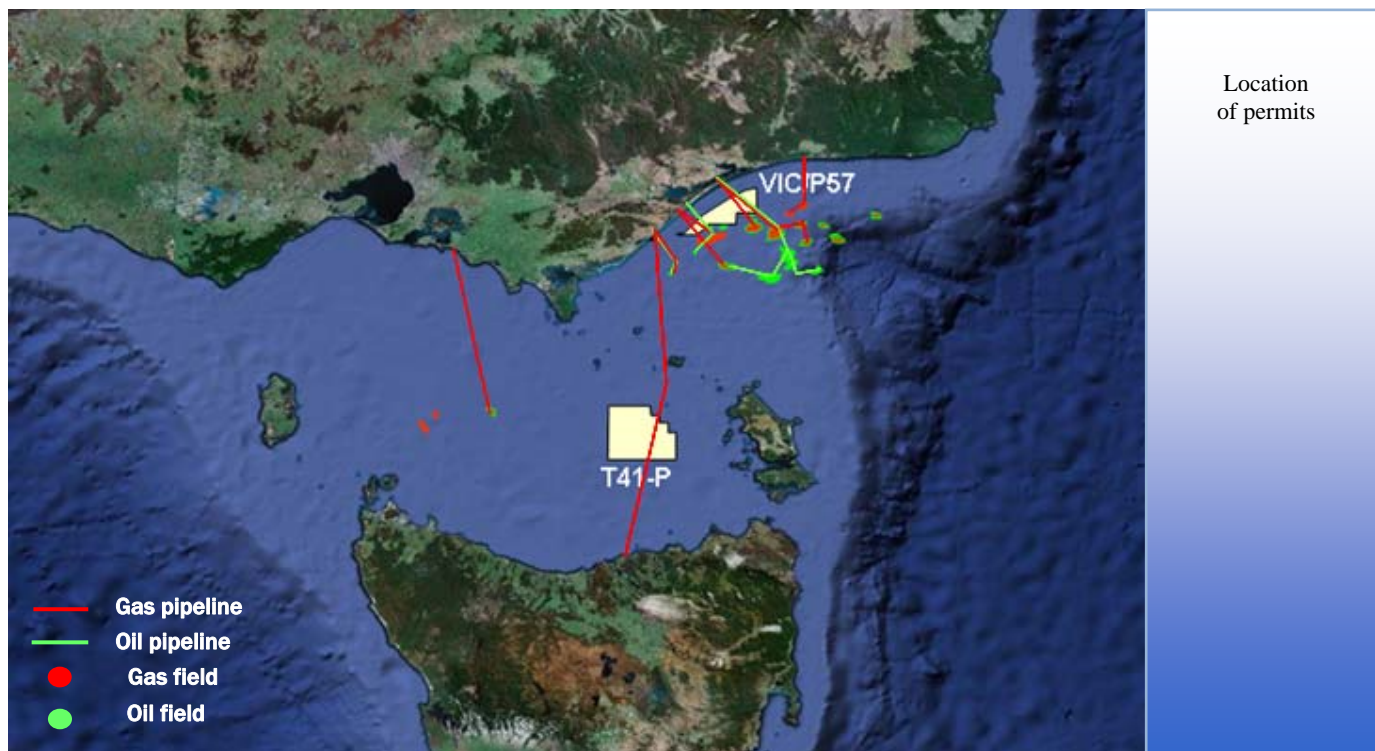 Location
of permits
VIC/P57
T41-P
Gas pipeline
Oil pipeline
Gas field
Oil field